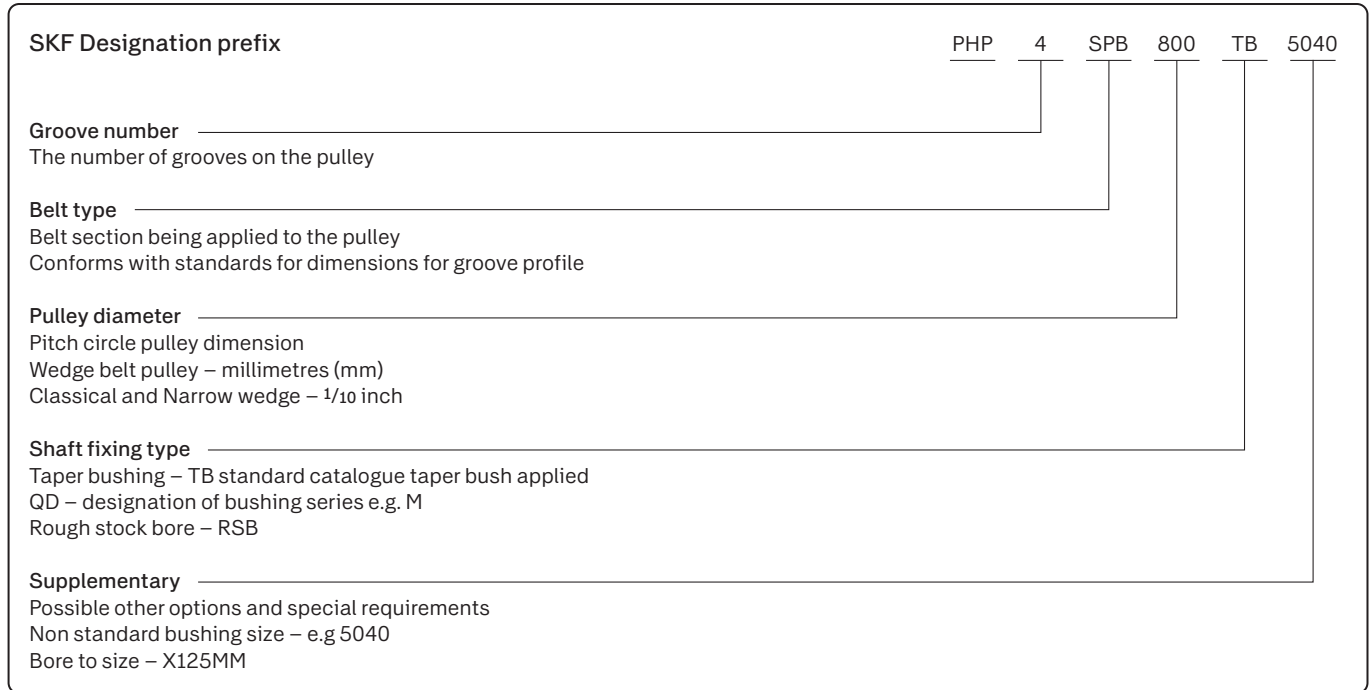 SKF Designation prefix PHP 4 SPB 800 TB 5040
Groove number
The number of grooves on the pulley
Belt type
Belt section being applied to the pulley
Conforms with standards for dimensions for groove profile
Pulley diameter
Pitch circle pulley dimension
Wedge belt pulley – millimetres (mm)
Classical and Narrow wedge – 1/10 inch
Shaft fixing type
Taper bushing – TB standard catalogue taper bush applied
QD – designation of bushing series e.g. M
Rough stock bore – RSB
Supplementary
Possible other options and special requirements
Non standard bushing size – e.g 5040
Bore to size – X125MM